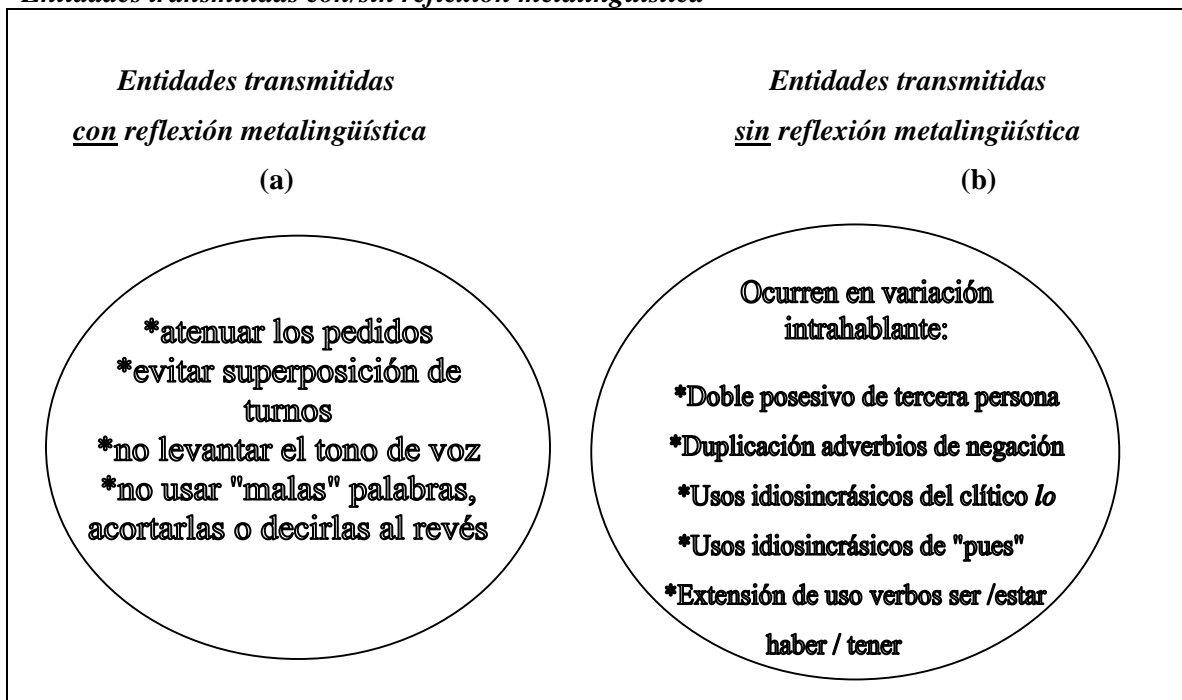 Entidades transmitidas con/sin reflexión metalingüística
Entidades transmitidas
con reflexión metalingüística
(a)
*atenuar los pedidos
*evitar superposición de
turnos
*no levantar el tono de voz
*no usar "malas" palabras,
acortarlas o decirlas al revés
Entidades transmitidas
sin reflexión metalingüística
(b)
Ocurren en variación
intrahablante:
*Doble posesivo de tercera persona
*Duplicación adverbios de negación
*Usos idiosincrásicos del clítico lo
*Usos idiosincrásicos de "pues"
*Extensión de uso verbos ser /estar
haber / tener